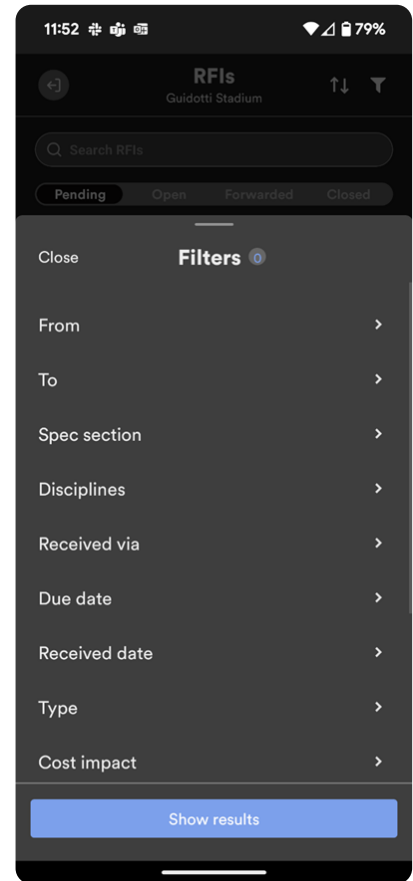 11:52 79%
RFIs
Guidotti Stadium
Search RFIs
Pending Open Forwarded Closed
Close Filters 0
From
To
Spec section
Disciplines
Received via
Due date
Received date
Type
Cost impact
Show results